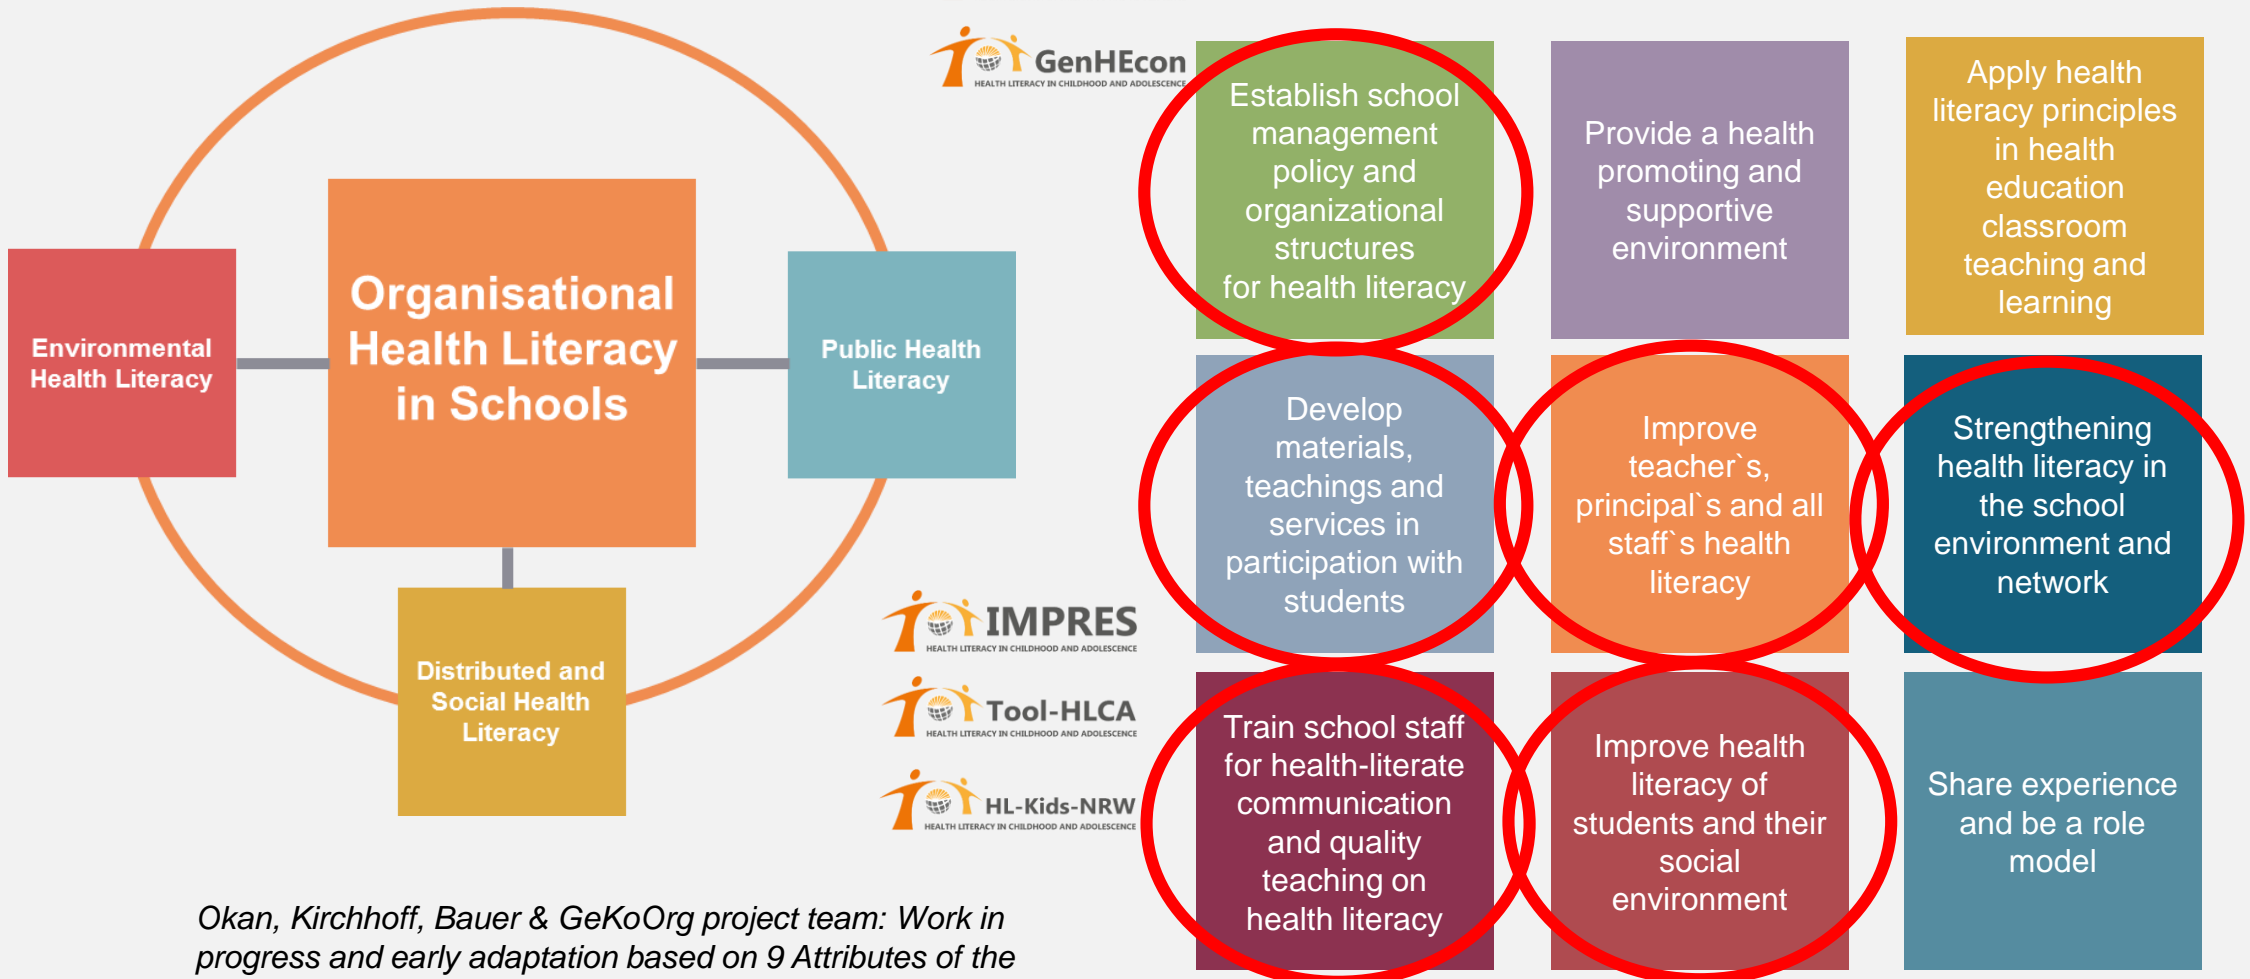 Organisational
Health Literacy
in Schools
Environmental
Health Literacy
Public Health
Literacy
Distributed and
Social Health
Literacy
GenHEcon
HEALTH LITERACY IN CHILDHOOD AND ADOLESCENCE
IMPRES
HEALTH LITERACY IN CHILDHOOD AND ADOLESCENCE
Tool-HLCA
HEALTH LITERACY IN CHILDHOOD AND ADOLESCENCE
HL-Kids-NRW
HEALTH LITERACY IN CHILDHOOD AND ADOLESCENCE
Okan, Kirchhoff, Bauer & GeKoOrg project team: Work in
progress and early adaptation based on 9 Attributes of the
Establish school
management
policy and
organizational
structures
for health literacy
Provide a health
promoting and
supportive
environment
Apply health
literacy principles
in health
education
classroom
teaching and
learning
Develop
materials,
teachings and
services in
participation with
students
Improve
teacher`s,
principal`s and all
staff`s health
literacy
Strengthening
health literacy in
the school
environment and
network
Train school staff
for health-literate
communication
and quality
teaching on
health literacy
Improve health
literacy of
students and their
social
environment
Share experience
and be a role
model